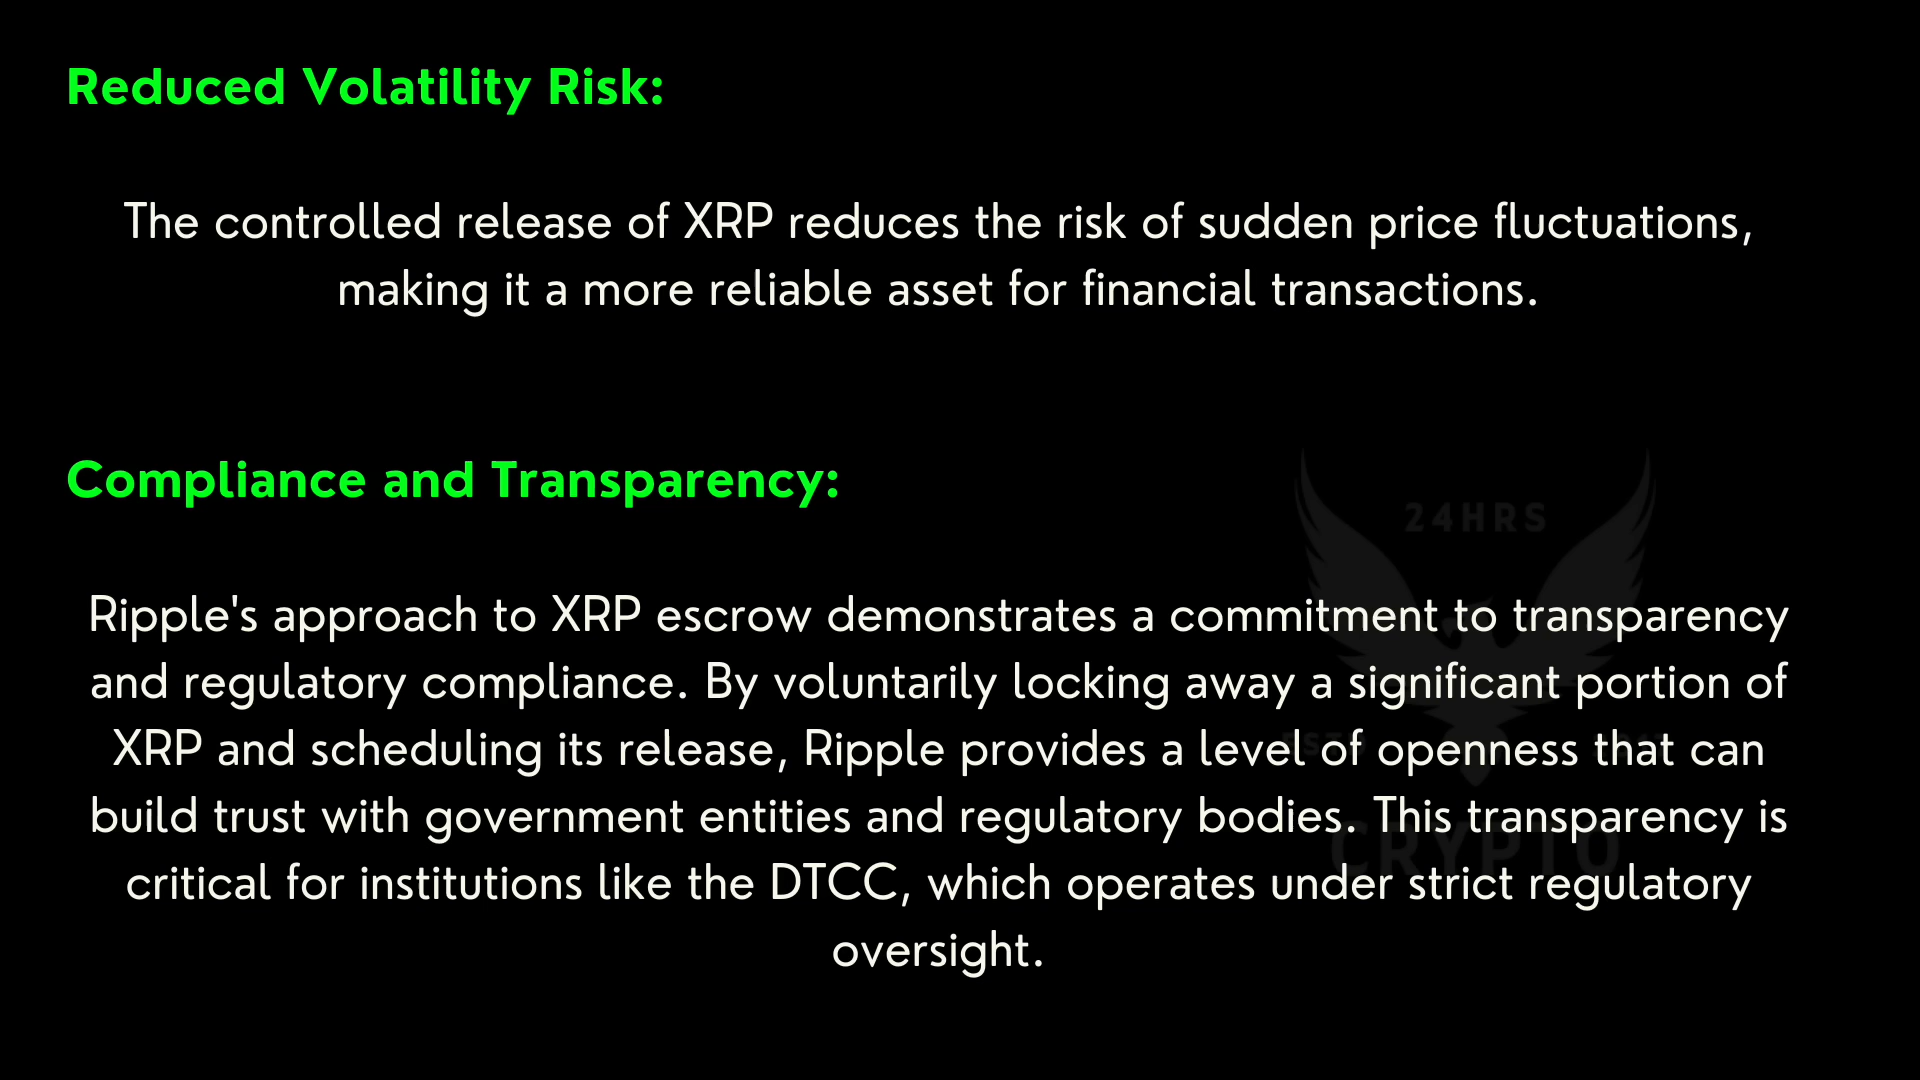 Reduced Volatility Risk:
The controlled release of XRP reduces the risk of sudden price fluctuations,
making it a more reliable asset for financial transactions.
Compliance and Transparency:
24HRS
Ripple's approach to XRP escrow demonstrates a commitment to transparency
and regulatory compliance. By voluntarily locking away a significant portion of
XRP and scheduling its release, Ripple provides a level of openness that can
build trust with government entities and regulatory bodies. This transparency is
CRYPTO
critical for institutions like the DTCC, which operates under strict regulatory
oversight.